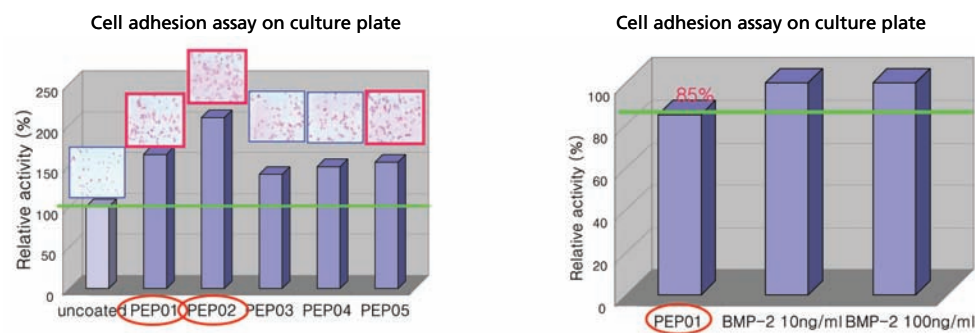 Cell adhesion assay on culture plate
Relative activity (%)
250
200
150
100
50
0
uncoated PEP01 PEP02 PEP03 PEP04 PEP05
Cell adhesion assay on culture plate
Relative activity (%)
100
80
60
40
20
0
85%
PEP01 BMP-2 10ng/ml BMP-2 100ng/ml